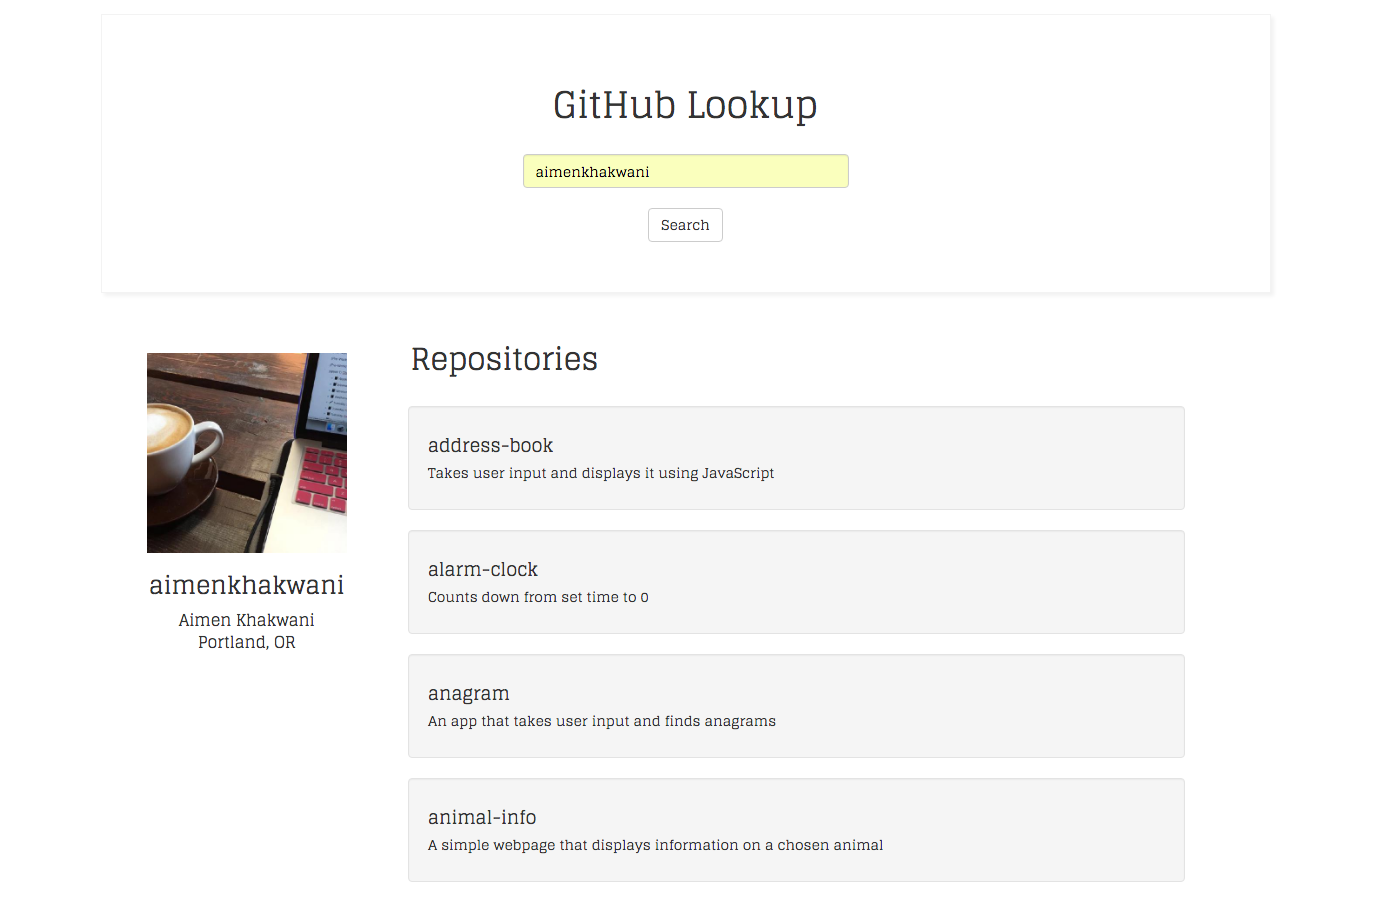 GitHub Lookup
aimenkhakwani
Search
Repositories
aimenkhakwani
Aimen Khakwani
Portland, OR
address-book
Takes user input and displays it using JavaScript
alarm-clock
Counts down from set time to 0
anagram
An app that takes user input and finds anagrams
animal-info
A simple webpage that displays information on a chosen animal